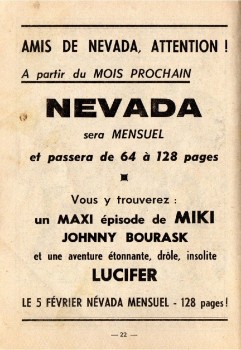 AMIS DE NEVADA, ATTENTION !
A partir du MOIS PROCHAIN
NEVADA
sera MENSUEL
et passera de 64 à 128 pages
Vous y trouverez :
un MAXI épisode de MIKI
JOHNNY BOURASK
et une aventure étonnante, drôle, insolite
LUCIFER
LE 5 FÉVRIER NÉVADA MENSUEL - 128 pages !
— 22 —